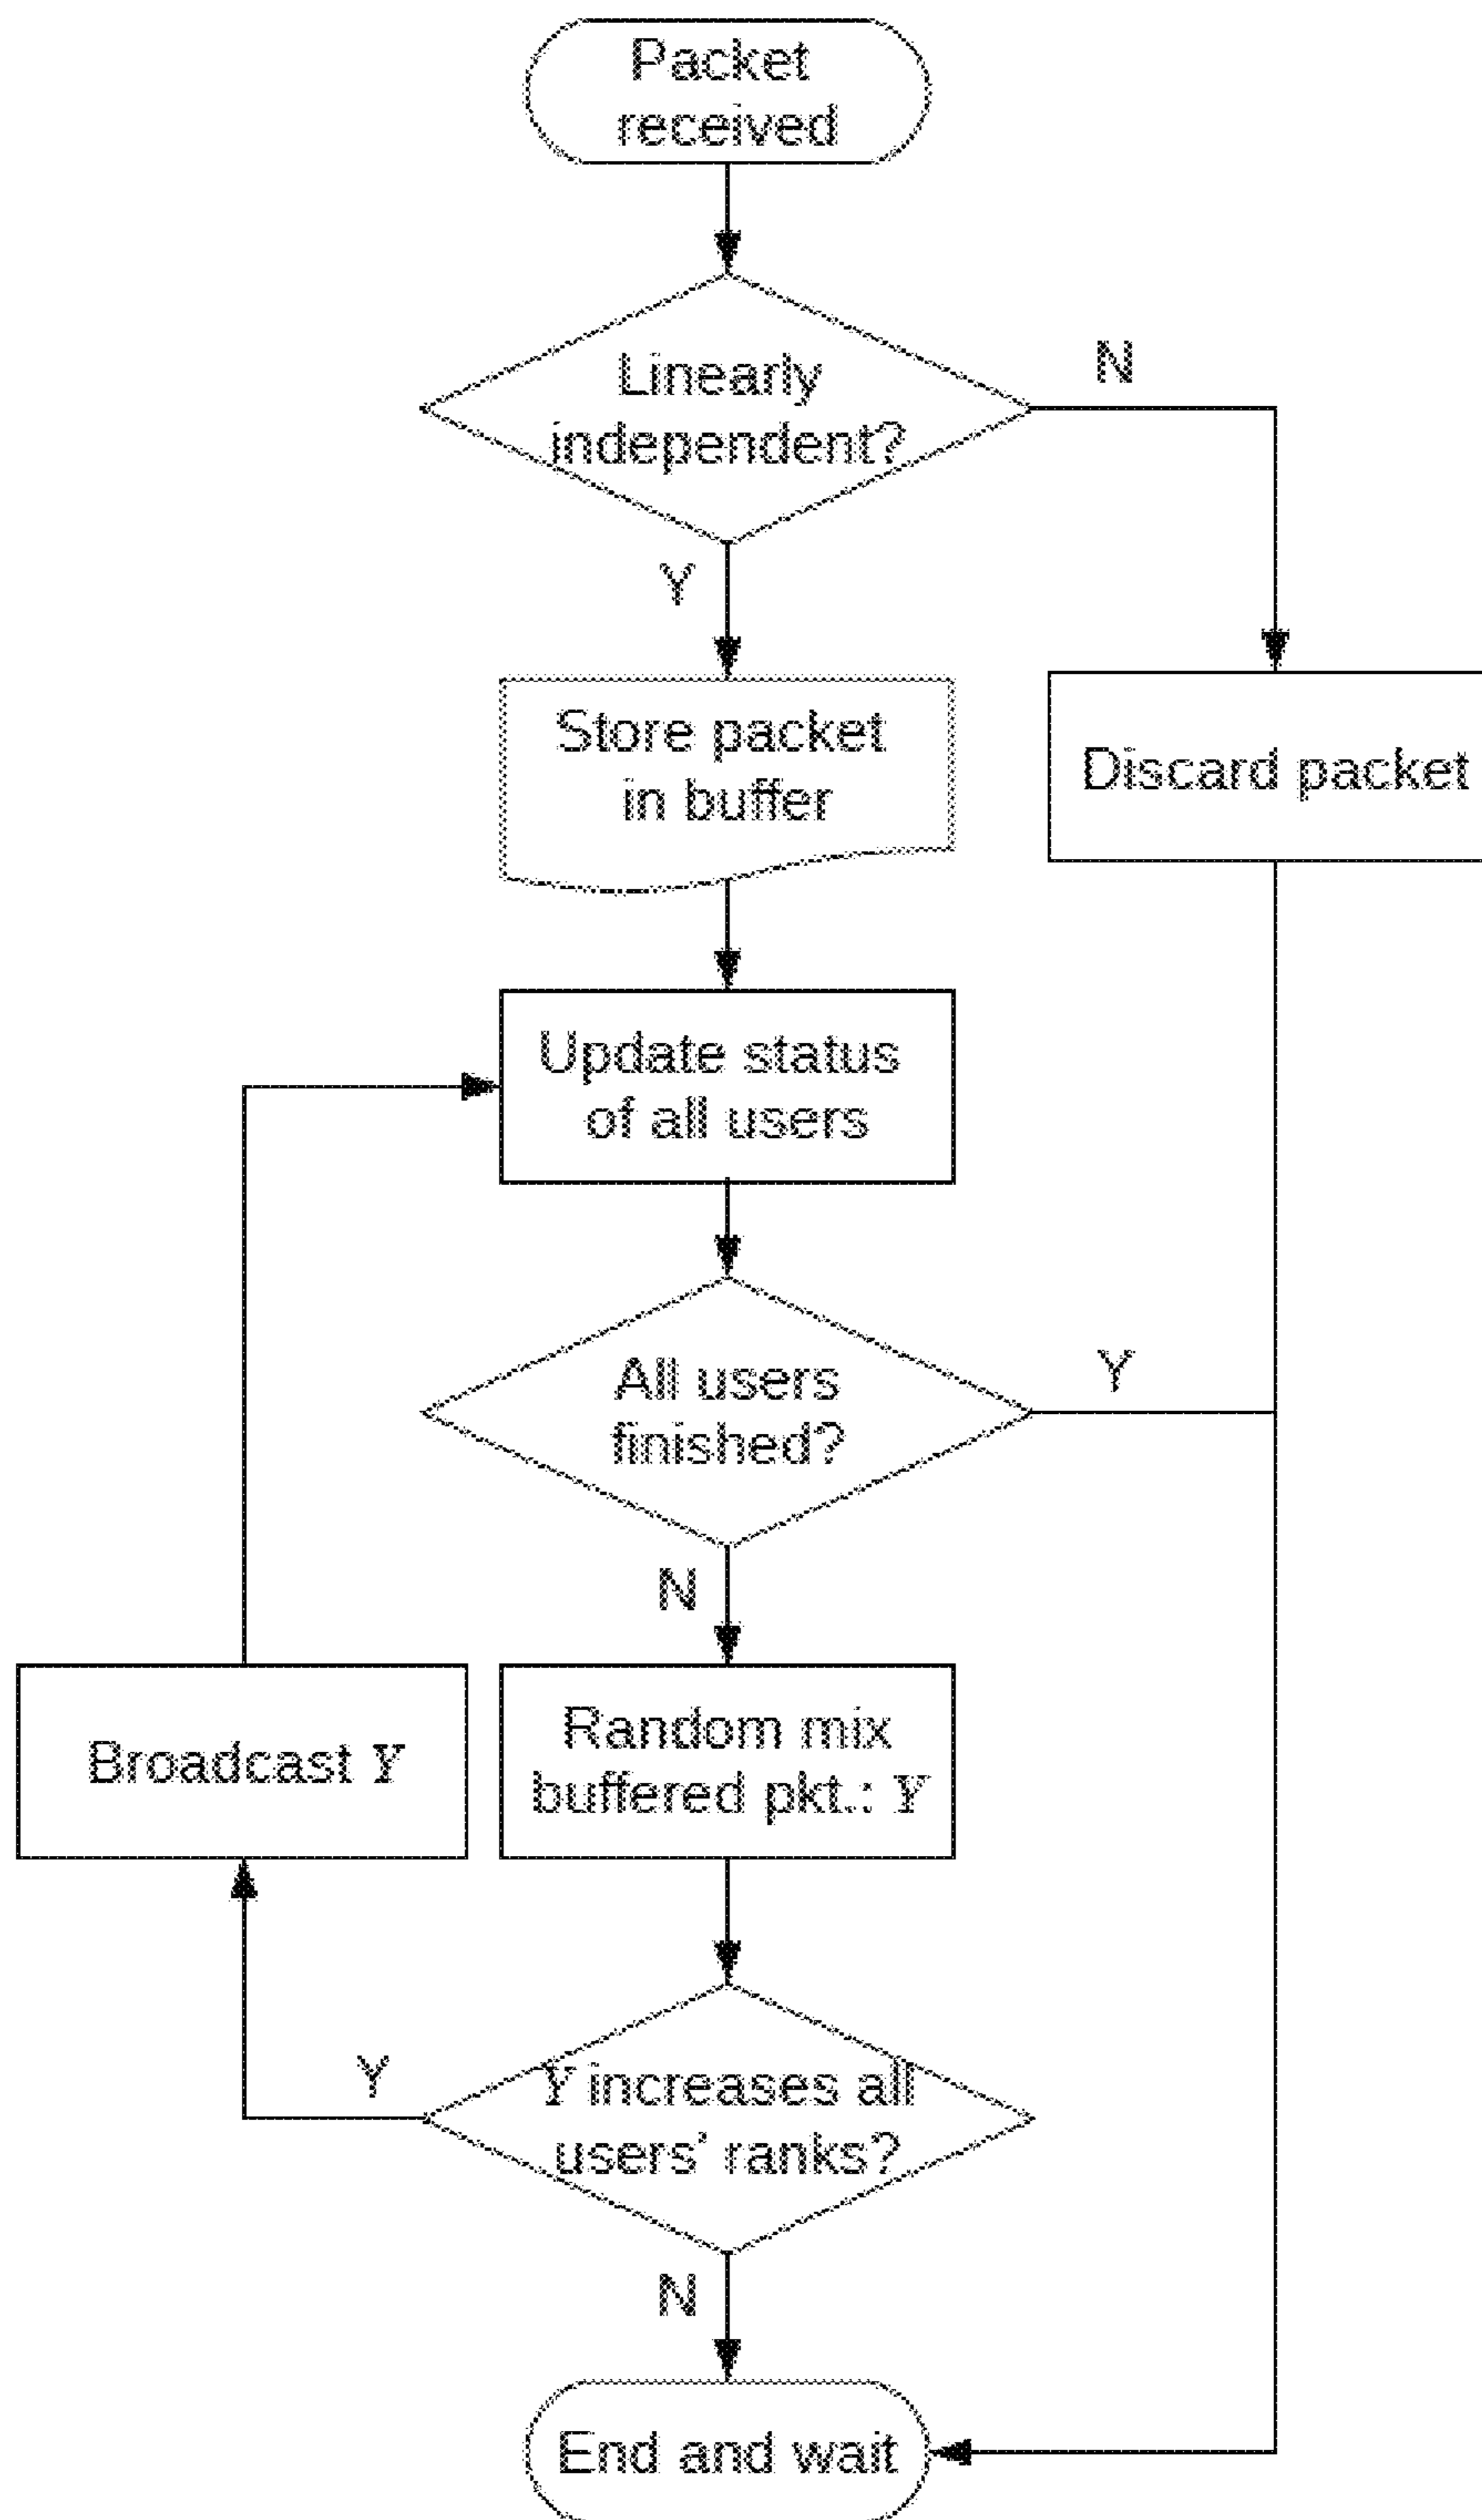 Packet
received
Linearly
independent?
N
Y
Store packet
in buffer
Discard packet
Update status
of all users
All users
finished?
Y
N
Broadcast Y
Random mix
buffered pkt.: Y
Y increases all
users' ranks?
Y
N
End and wait